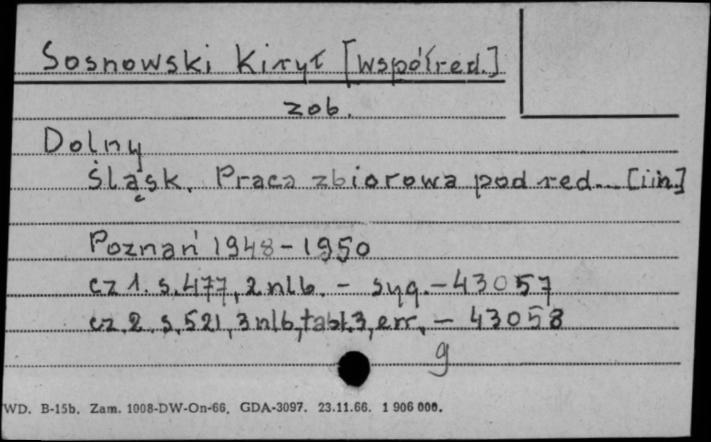 Sosnowski Kirył [współred.]
zob.
Dolny
Śląsk. Praca zbiorowa pod red... [i in.]
Poznań 1948-1950
cz 1. s. 477, 2 nlb. - syg. - 43057
cz. 2. s. 521, 3 nlb, tabl. 3, err. - 43058
g
WD. B-15b. Zam. 1008-DW-On-66. GDA-3097. 23.11.66. 1 906 000.